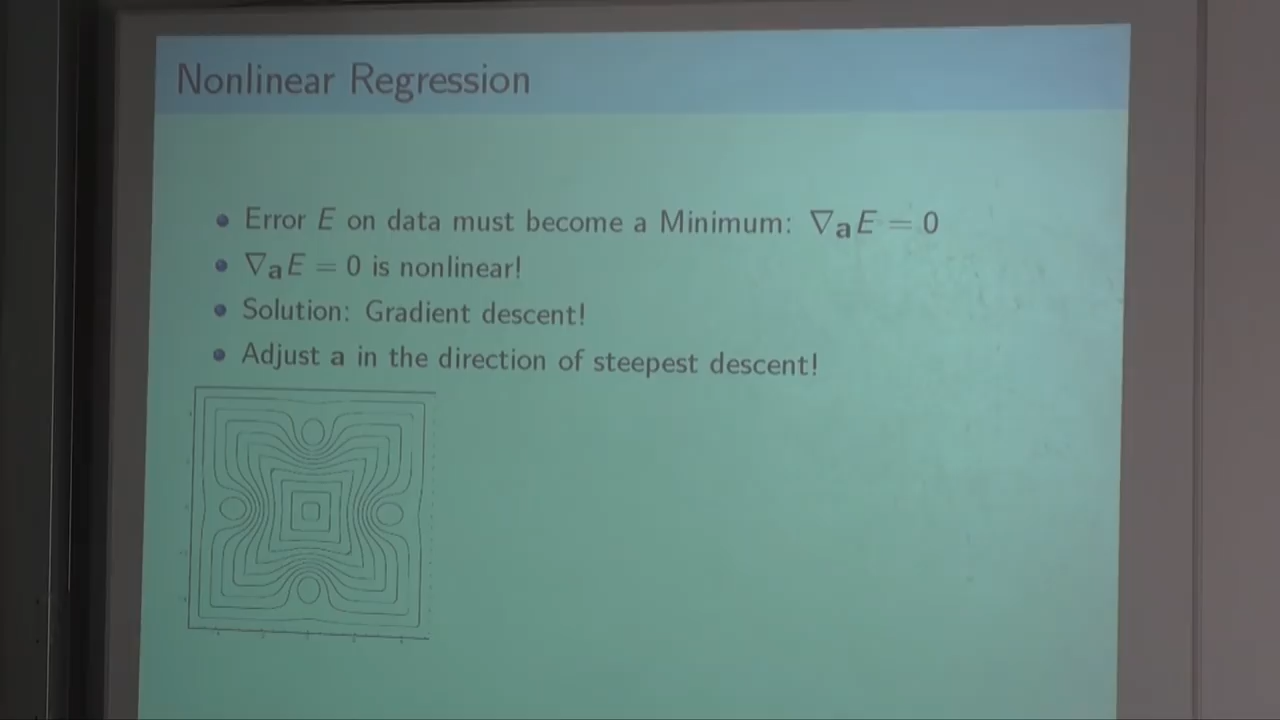 Nonlinear Regression
Error E on data must become a Minimum: ∇ₐE = 0
∇ₐE = 0 is nonlinear!
Solution: Gradient descent!
Adjust a in the direction of steepest descent!